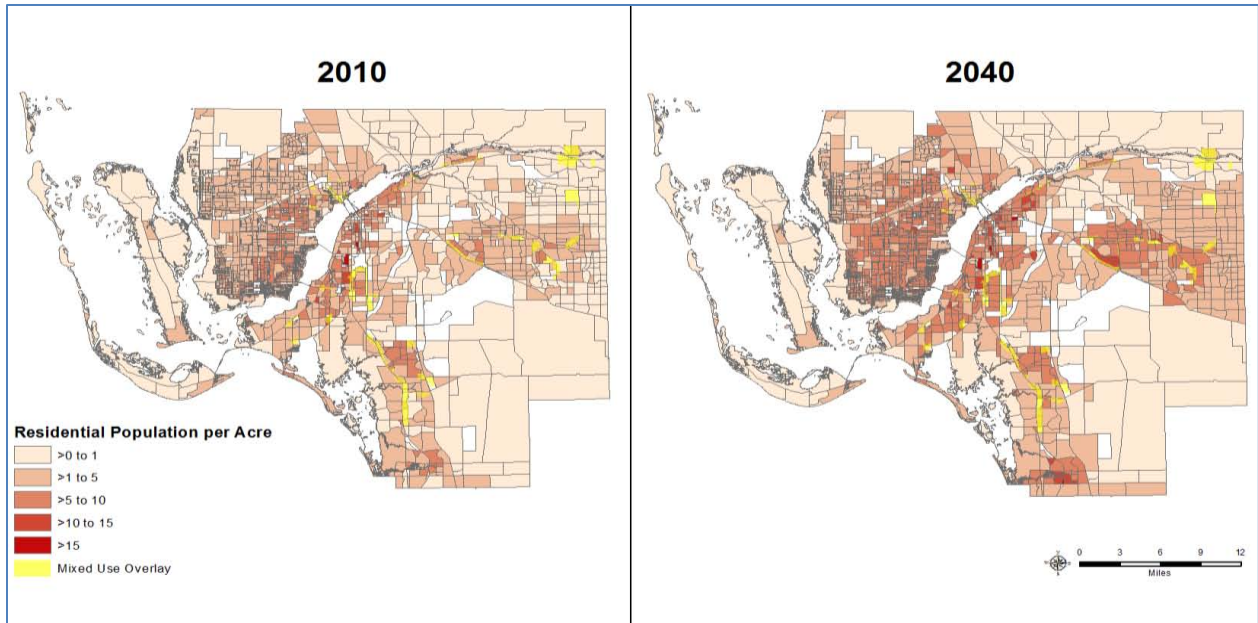 2010
2040
Residential Population per Acre
>0 to 1
>1 to 5
>5 to 10
>10 to 15
>15
Mixed Use Overlay
0 3 6 9 12
Miles